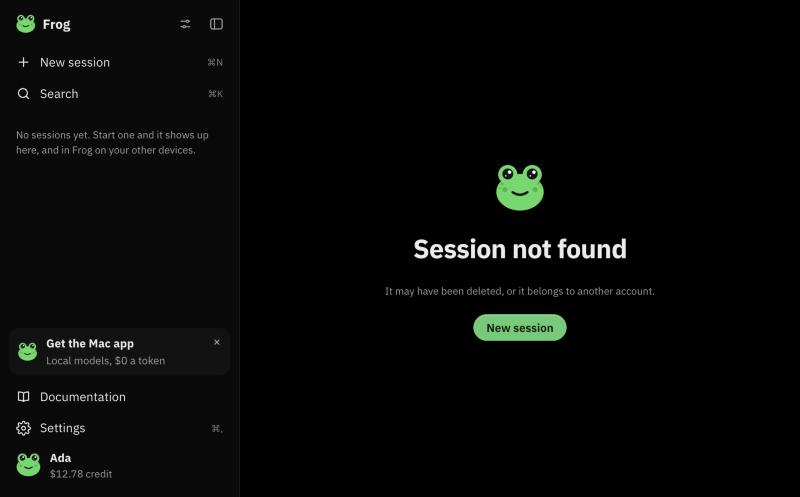 Frog
New session ⌘N
Search ⌘K
No sessions yet. Start one and it shows up
here, and in Frog on your other devices.
Get the Mac app
Local models, $0 a token
Documentation
Settings ⌘,
Ada
$12.78 credit
Session not found
It may have been deleted, or it belongs to another account.
New session